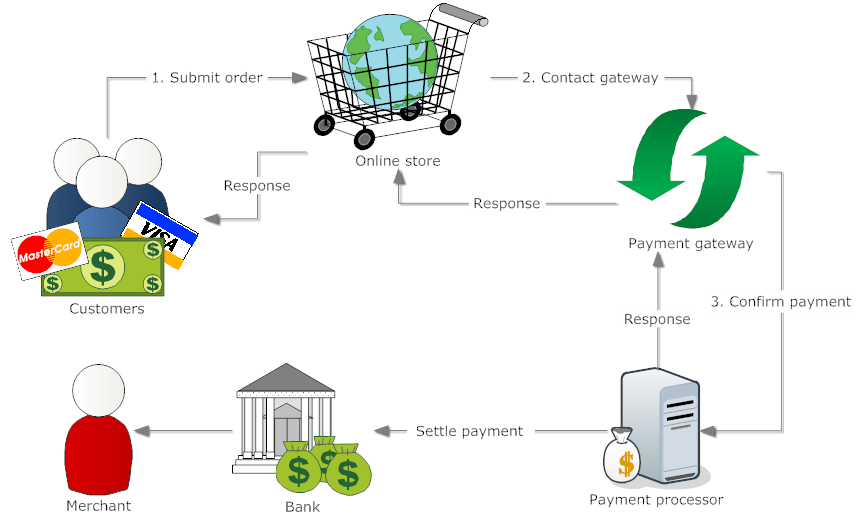 1. Submit order
2. Contact gateway
Online store
Response
Response
MasterCard
VISA
$
$
$
$
Customers
Payment gateway
3. Confirm payment
Response
Settle payment
$
$
$
$
Merchant
Bank
Payment processor